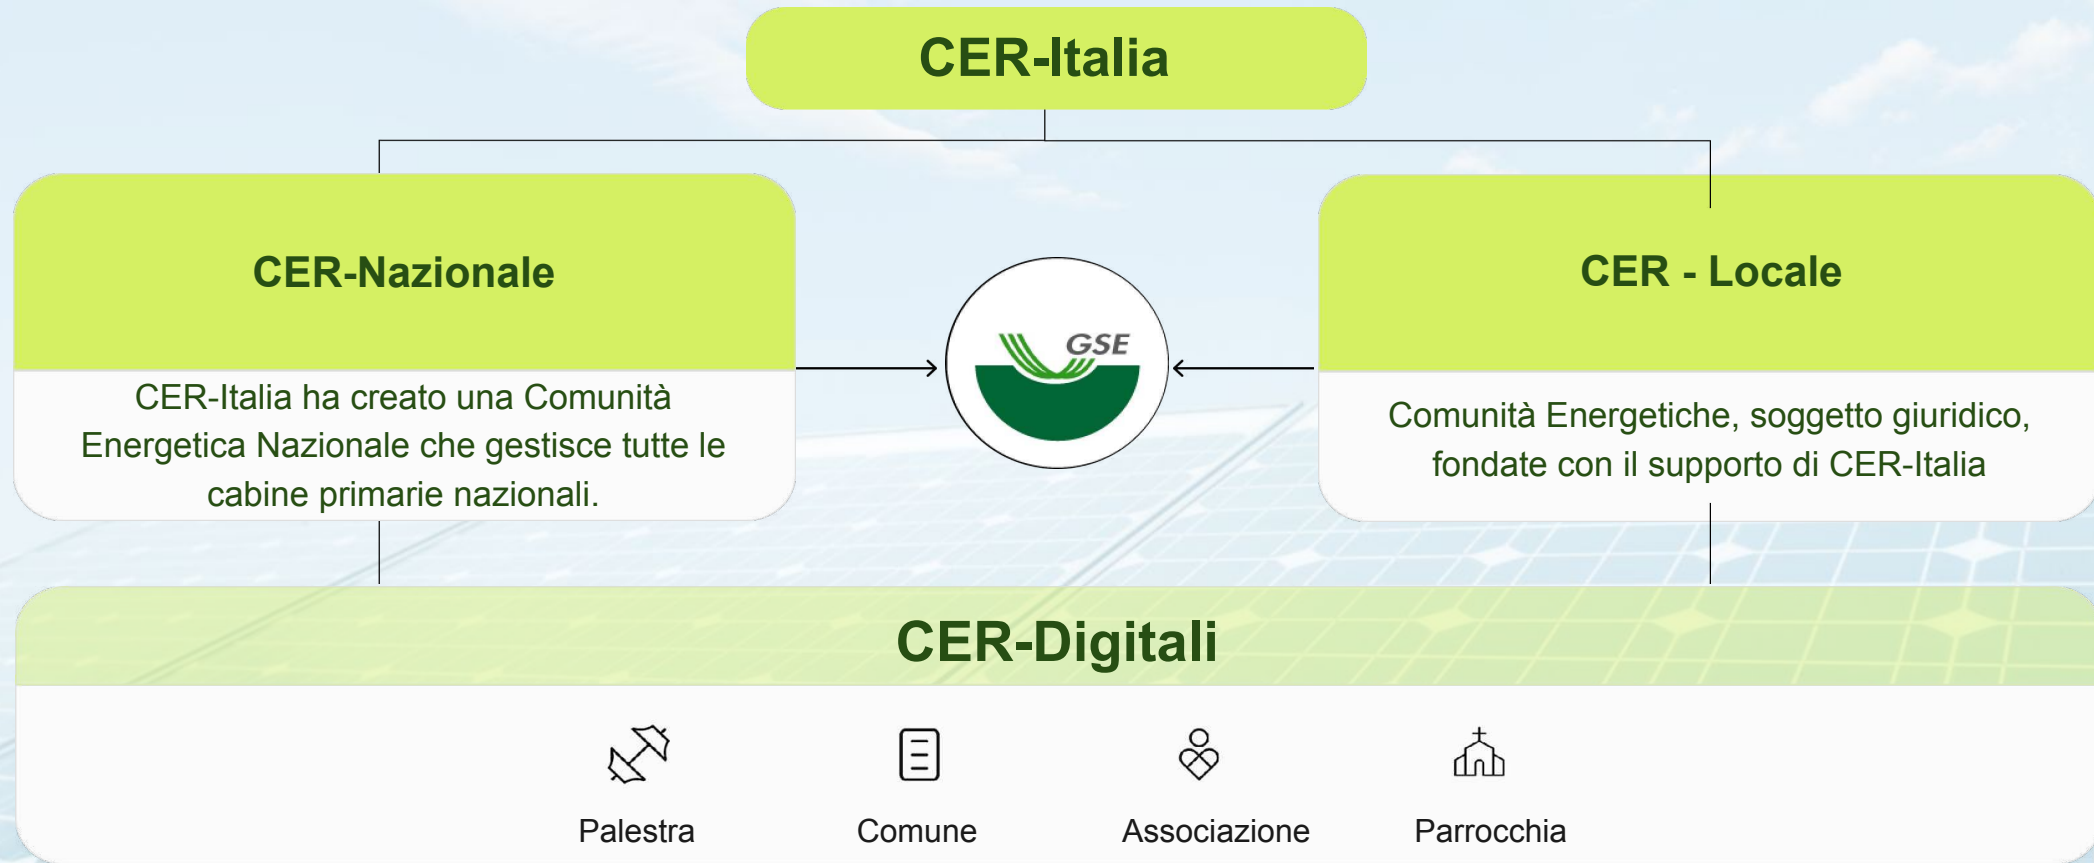 CER-Italia
CER-Nazionale
CER-Italia ha creato una Comunità
Energetica Nazionale che gestisce tutte le
cabine primarie nazionali.
GSE
CER - Locale
Comunità Energetiche, soggetto giuridico,
fondate con il supporto di CER-Italia
CER-Digitali
Palestra
Comune
Associazione
Parrocchia